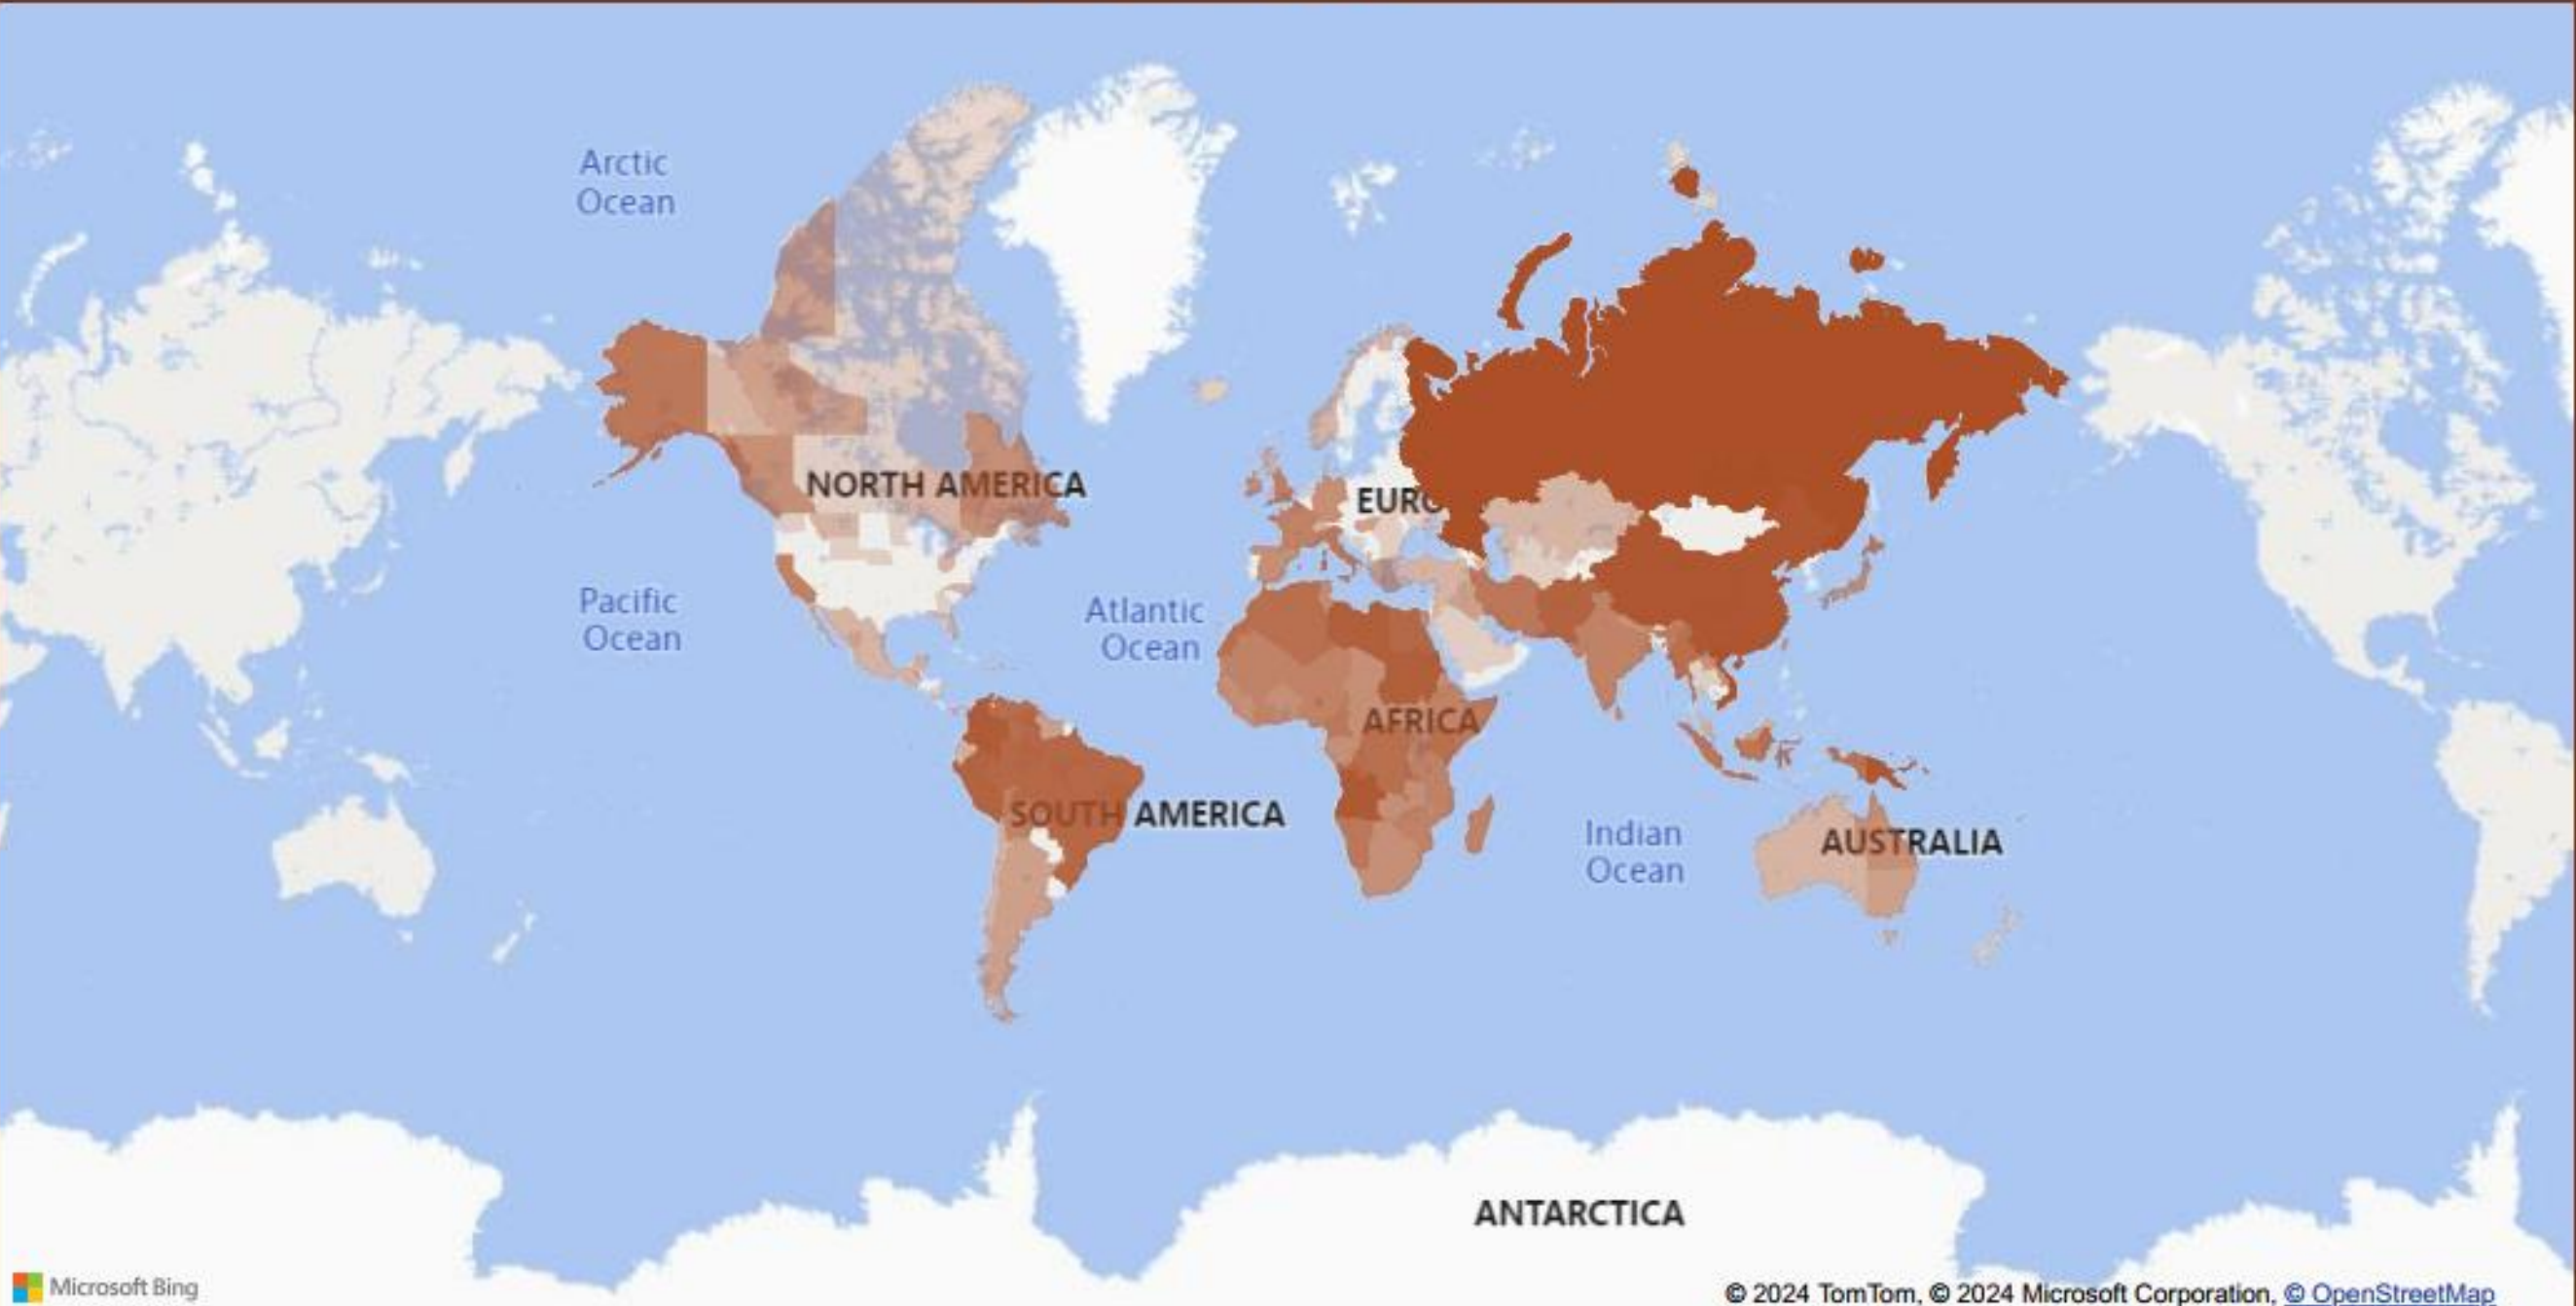 Arctic
Ocean
NORTH AMERICA
EURO
Pacific
Ocean
Atlantic
Ocean
AFRICA
SOUTH AMERICA
Indian
Ocean
AUSTRALIA
ANTARCTICA
Microsoft Bing
© 2024 TomTom, © 2024 Microsoft Corporation, © OpenStreetMap